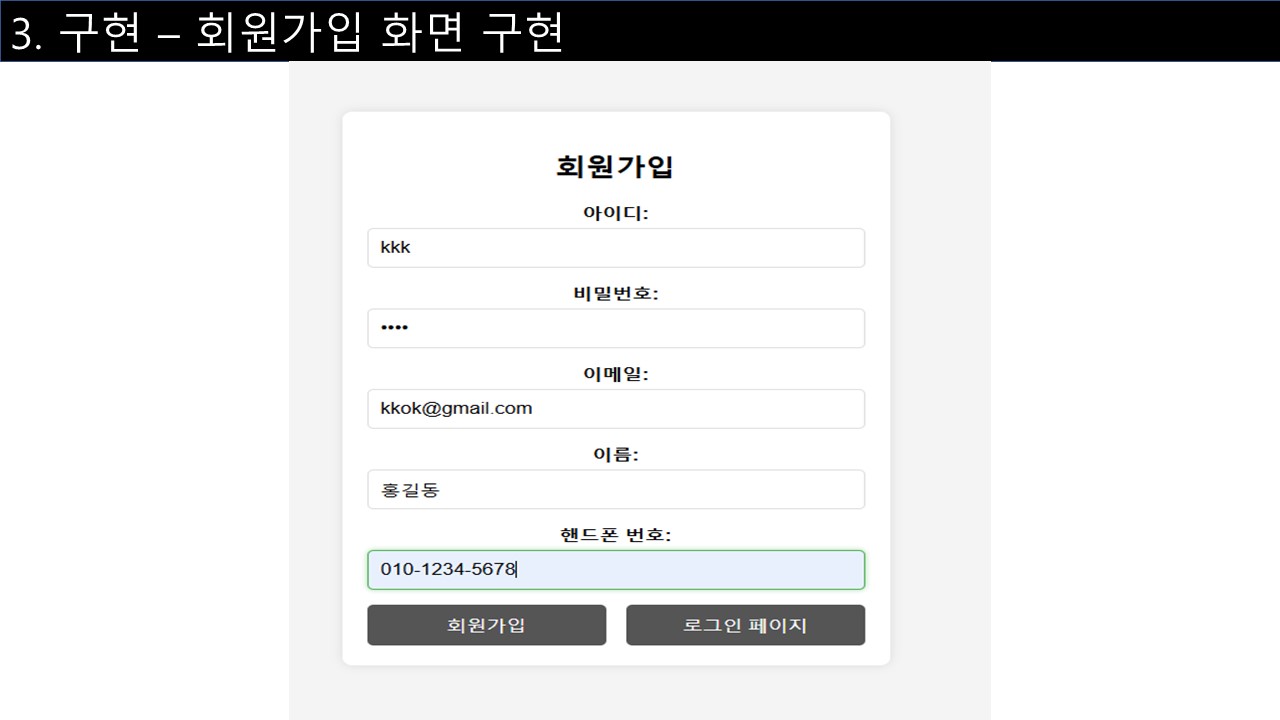 3. 구현 – 회원가입 화면 구현
회원가입
아이디:
kkk
비밀번호:
••••
이메일:
kkok@gmail.com
이름:
홍길동
핸드폰 번호:
010-1234-5678
회원가입 로그인 페이지